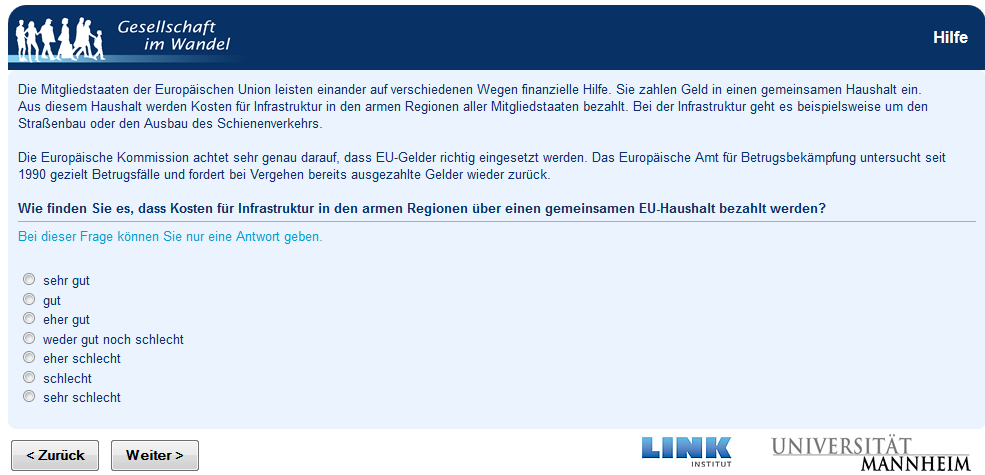 Gesellschaft
im Wandel
Hilfe
Die Mitgliedstaaten der Europäischen Union leisten einander auf verschiedenen Wegen finanzielle Hilfe. Sie zahlen Geld in einen gemeinsamen Haushalt ein.
Aus diesem Haushalt werden Kosten für Infrastruktur in den armen Regionen aller Mitgliedstaaten bezahlt. Bei der Infrastruktur geht es beispielsweise um den
Straßenbau oder den Ausbau des Schienenverkehrs.
Die Europäische Kommission achtet sehr genau darauf, dass EU-Gelder richtig eingesetzt werden. Das Europäische Amt für Betrugsbekämpfung untersucht seit
1990 gezielt Betrugsfälle und fordert bei Vergehen bereits ausgezahlte Gelder wieder zurück.
Wie finden Sie es, dass Kosten für Infrastruktur in den armen Regionen über einen gemeinsamen EU-Haushalt bezahlt werden?
Bei dieser Frage können Sie nur eine Antwort geben.
sehr gut
gut
eher gut
weder gut noch schlecht
eher schlecht
schlecht
sehr schlecht
< Zurück
Weiter >
LINK
INSTITUT
UNIVERSITÄT
MANNHEIM